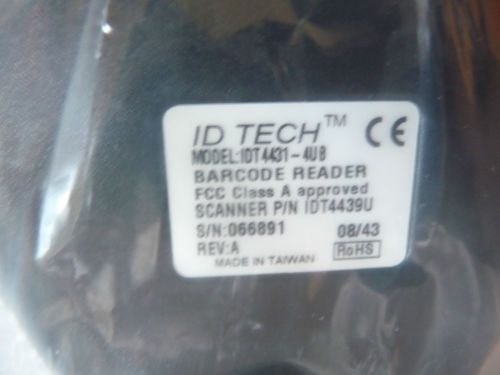 ID TECH™ CE
MODEL:IDT4431-4UB
BARCODE READER
FCC Class A approved
SCANNER P/N IDT4439U
S/N:066891 08/43
REV:A RoHS
MADE IN TAIWAN